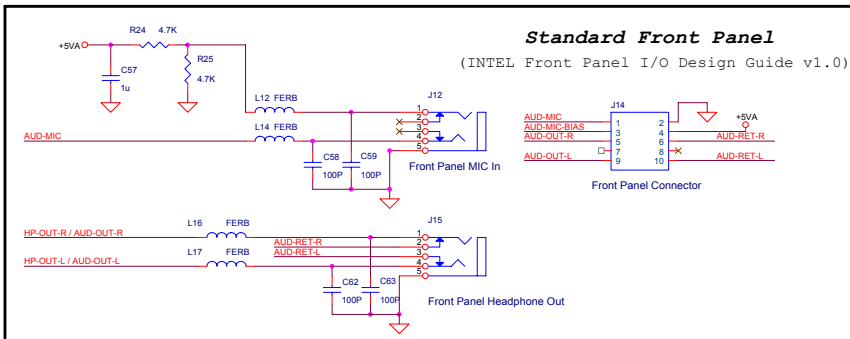 Standard Front Panel
(INTEL Front Panel I/O Design Guide v1.0)
R24 4.7K
+5VA
R25
4.7K
C57
1u
L12 FERB
J12
1
2
3
4
5
AUD-MIC
L14 FERB
C58
100P
C59
100P
Front Panel MIC In
J14
+5VA
AUD-MIC 1 2
AUD-MIC-BIAS 3 4
AUD-OUT-R 5 6 AUD-RET-R
7 8
AUD-OUT-L 9 10 AUD-RET-L
Front Panel Connector
L16 FERB
J15
HP-OUT-R / AUD-OUT-R
1
AUD-RET-R 2
L17 FERB
AUD-RET-L 3
HP-OUT-L / AUD-OUT-L
4
5
C62
100P
C63
100P
Front Panel Headphone Out